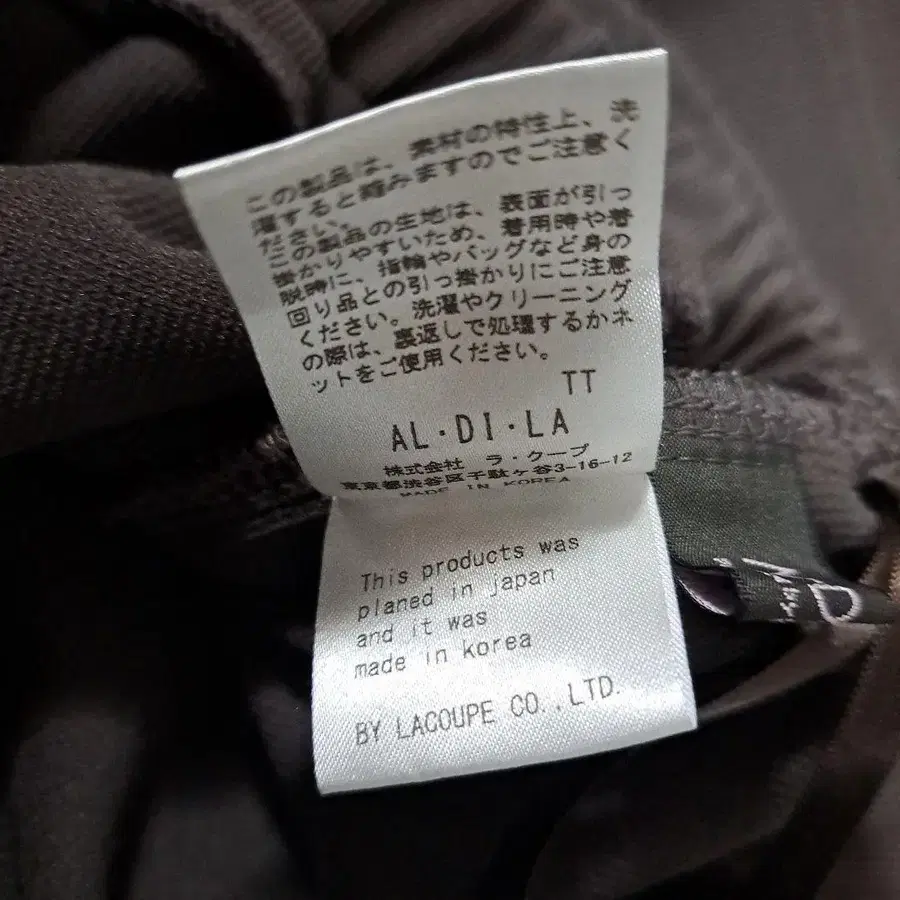 この製品は、素材の特性上、洗
濯すると縮みますのでご注意く
ださい。
この製品の生地は、表面が引っ
掛かりやすいため、着用時や着
脱時に、指輪やバッグなど身の
回り品との引っ掛かりにご注意
ください。洗濯やクリーニング
の際は、裏返しで処理するかネ
ットをご使用ください。
TT
AL・DI・LA
株式会社 ラ・クープ
東京都渋谷区千駄ヶ谷3-16-12
MADE IN KOREA
This products was
planed in japan
and it was
made in korea
BY LACOUPE CO.,LTD.